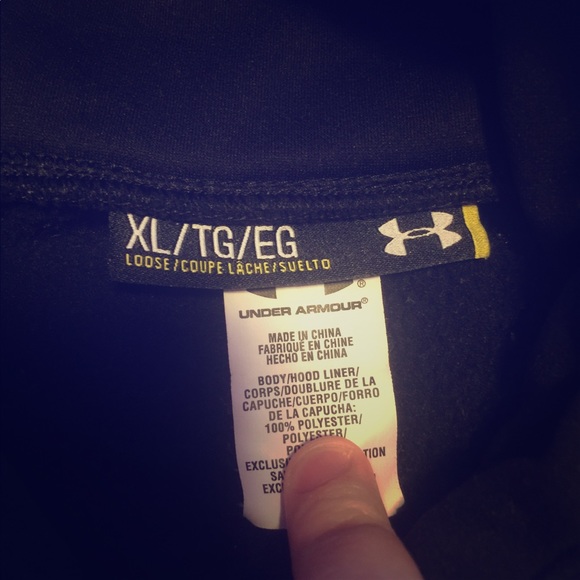 XL/TG/EG
LOOSE/COUPE LÂCHE/SUELTO
®
UNDER ARMOUR®
MADE IN CHINA
FABRIQUÉ EN CHINE
HECHO EN CHINA
BODY/HOOD LINER/
CORPS/DOUBLURE DE LA
CAPUCHE/CUERPO/FORRO
DE LA CAPUCHA:
100% POLYESTER/
POLYESTER/